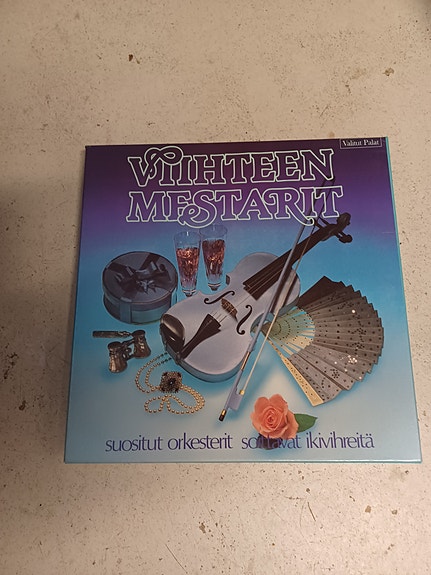 Valitut Palat
VIIHTEEN
MESTARIT
suositut orkesterit soittavat ikivihreitä